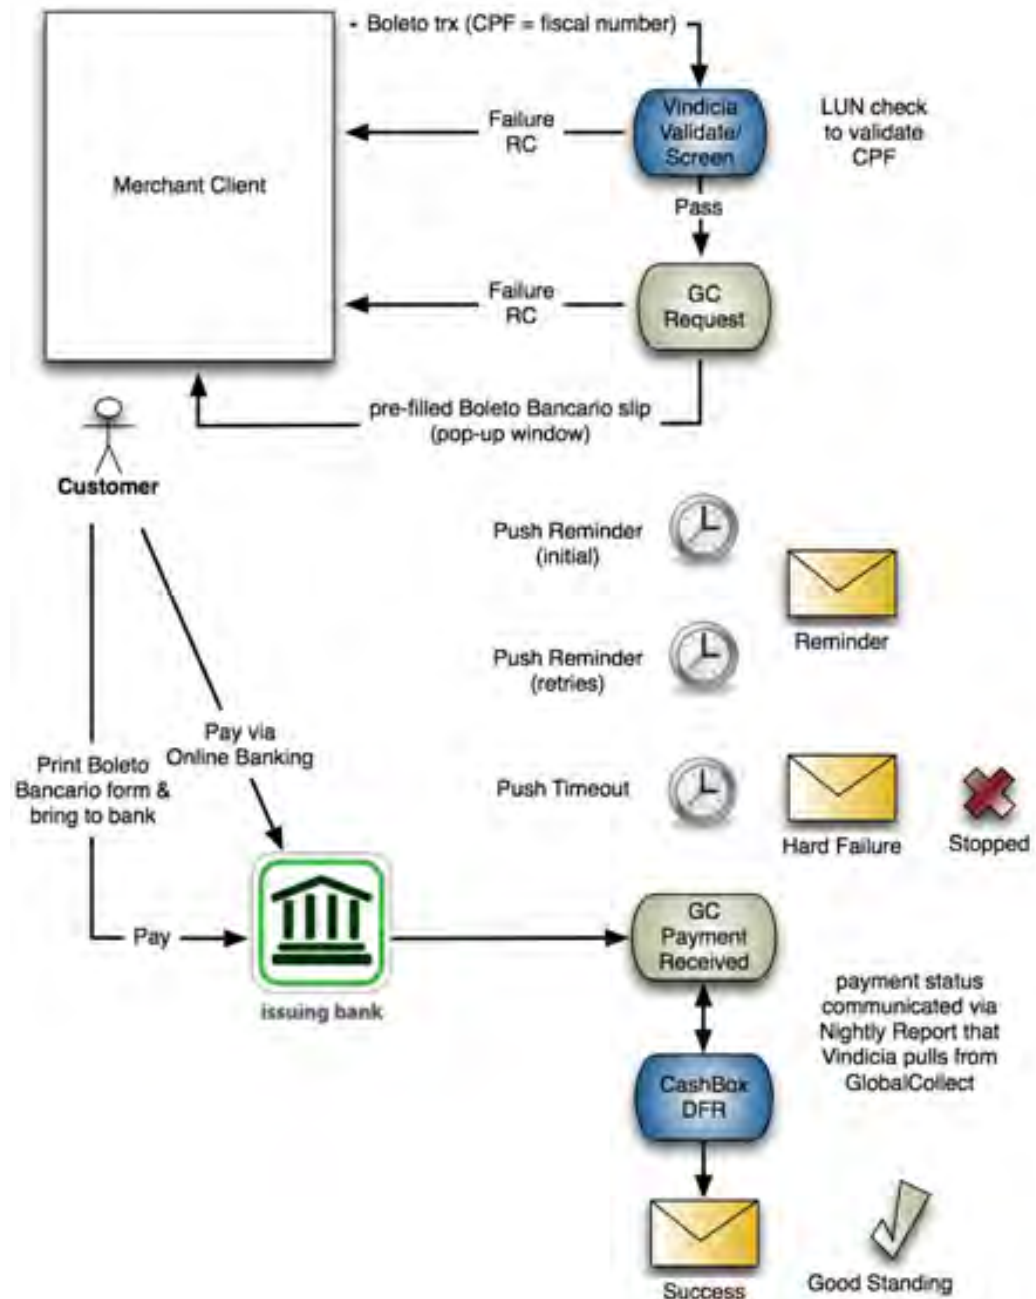 - Boleto trx (CPF = fiscal number)
Vindicia
Validate/
Screen
LUN check
to validate
CPF
Failure
RC
Merchant Client
Pass
Failure
RC
GC
Request
pre-filled Boleto Bancario slip
(pop-up window)
Customer
Push Reminder
(initial)
Reminder
Push Reminder
(retries)
Pay via
Online Banking
Print Boleto
Bancario form &
bring to bank
Push Timeout
Hard Failure
Stopped
GC
Payment
Received
Pay
issuing bank
payment status
communicated via
Nightly Report that
Vindicia pulls from
GlobalCollect
CashBox
DFR
Success
Good Standing